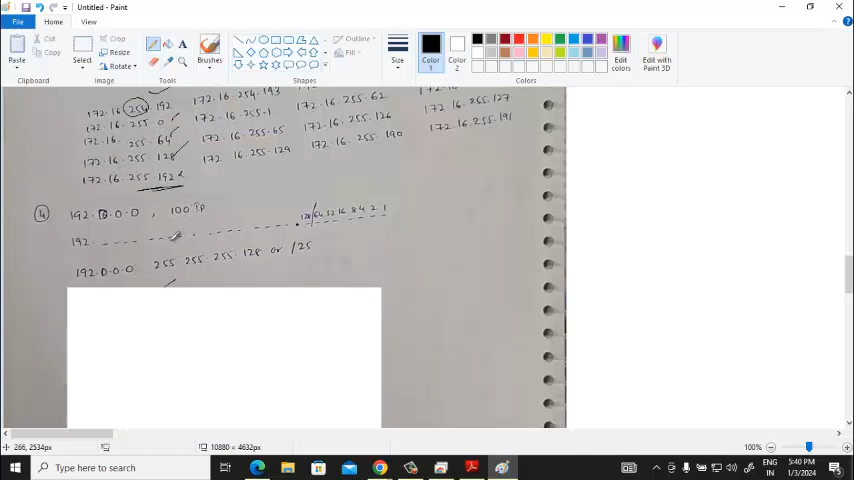 Untitled - Paint
File Home View
Paste Cut Copy Clipboard
Select Crop Resize Rotate Image
Tools
Brushes
Shapes Outline Fill
Size
Color 1 Color 2 Edit colors Colors
Edit with Paint 3D
172.16.254.192 172.16.254.193
172.16.255.0 172.16.255.1 172.16.255.62 172.16.255.127
172.16.255.64 172.16.255.65 172.16.255.126 172.16.255.191
172.16.255.128 172.16.255.129 172.16.255.190
172.16.255.192
④ 192.0.0.0 , 100 Ip
192. 128 64 32 16 8 4 2 1
192.0.0.0 255.255.255.128 or /25
266, 2534px 10880 × 4632px 100%
Type here to search ENG IN 5:40 PM 1/3/2024 5